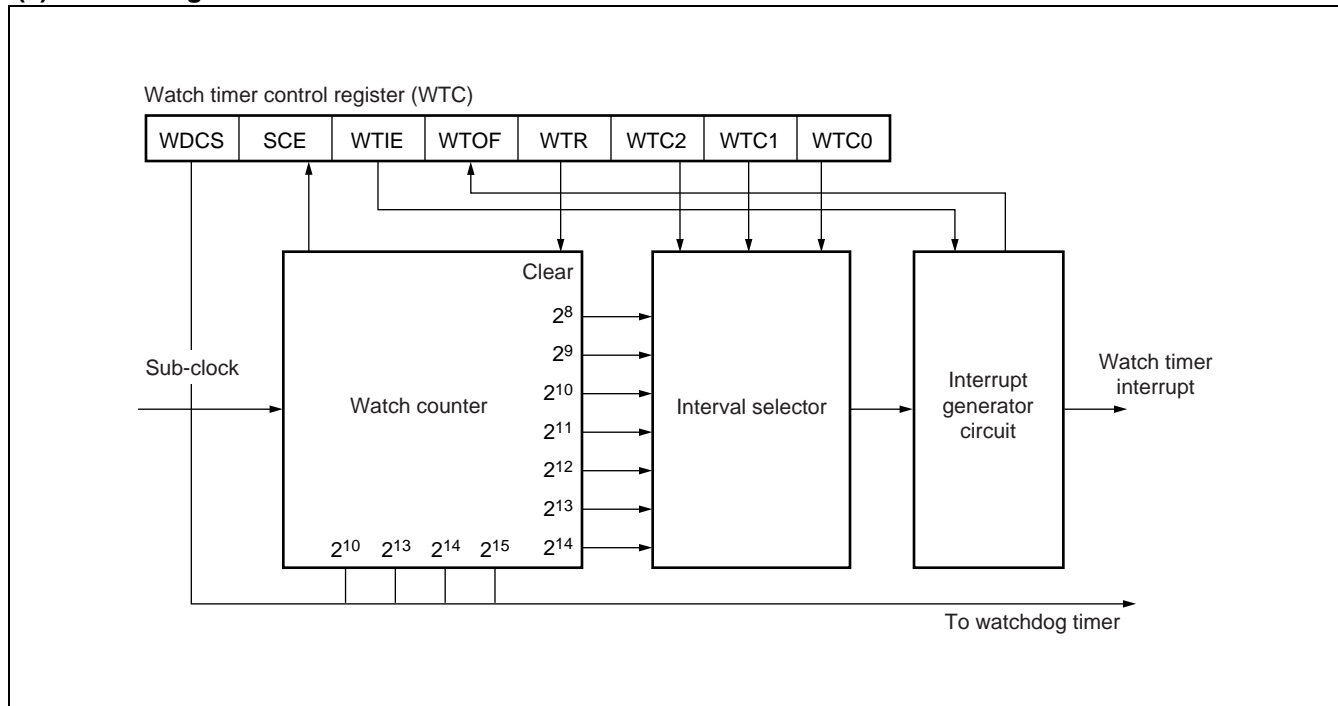 Watch timer control register (WTC)
WDCS SCE WTIE WTOF WTR WTC2 WTC1 WTC0
Clear
2⁸
2⁹
2¹⁰
2¹¹
2¹²
2¹³
2¹⁴
2¹⁰ 2¹³ 2¹⁴ 2¹⁵
Sub-clock
Watch counter
Interval selector
Interrupt
generator
circuit
Watch timer
interrupt
To watchdog timer